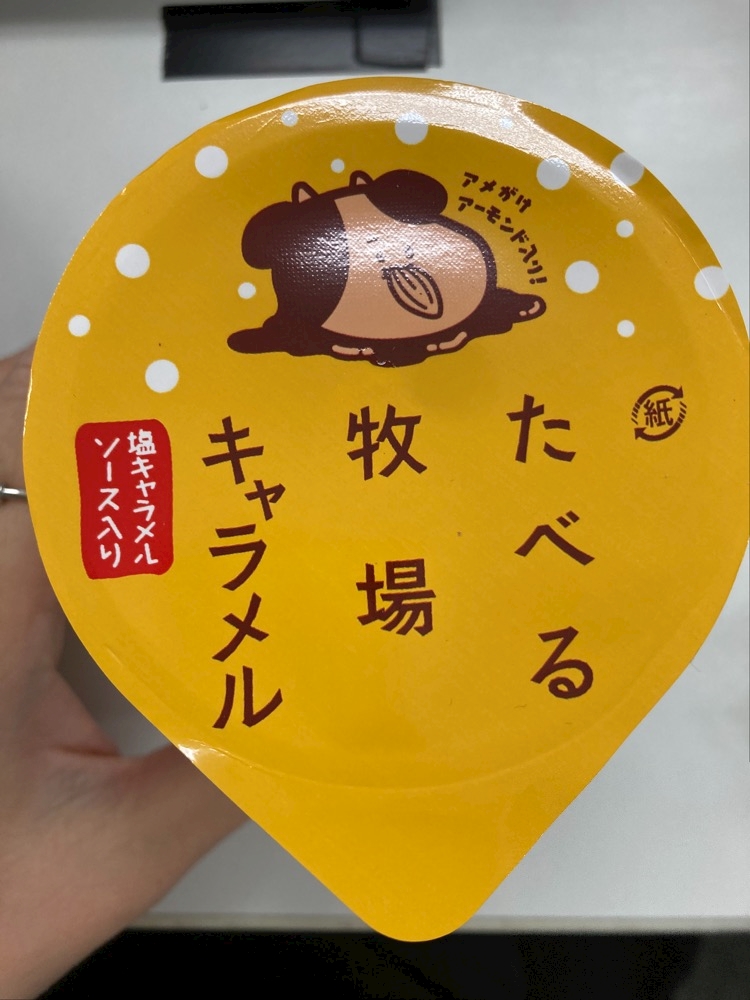 アメがけ
アーモンド入り!
紙
たべる
牧場
キャラメル
塩キャラメル
ソース入り